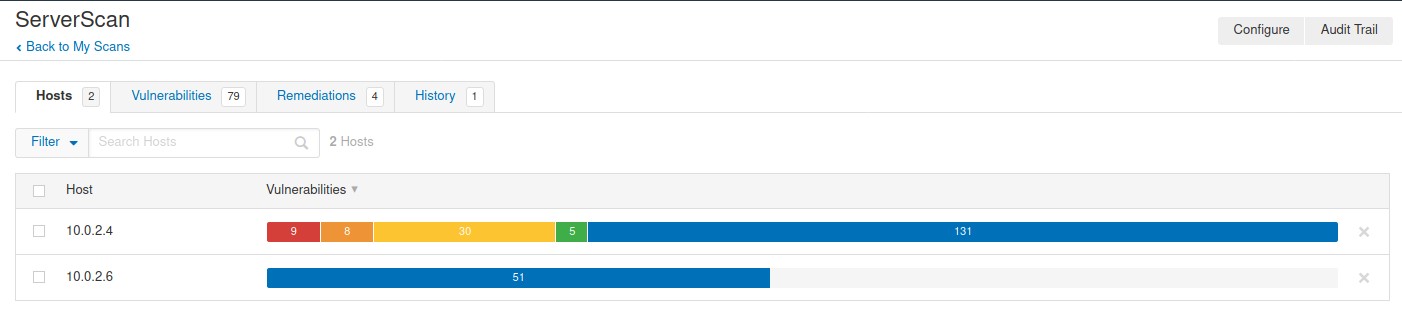 ServerScan
Back to My Scans
Configure Audit Trail
Hosts 2 Vulnerabilities 79 Remediations 4 History 1
Filter Search Hosts 2 Hosts
Host Vulnerabilities
10.0.2.4 9 8 30 5 131
10.0.2.6 51